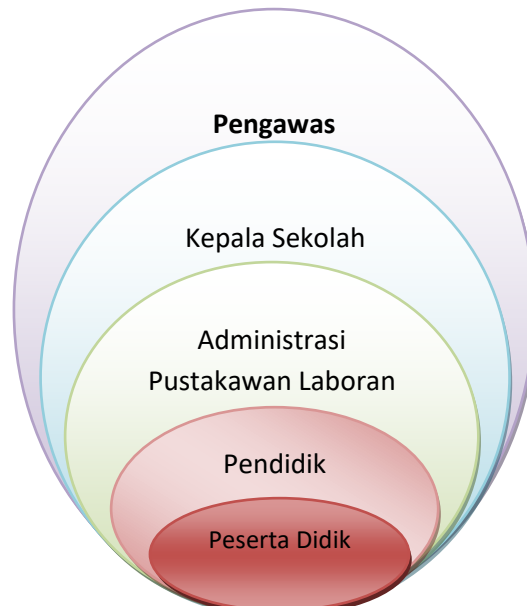 Pengawas
Kepala Sekolah
Administrasi
Pustakawan Laboran
Pendidik
Peserta Didik